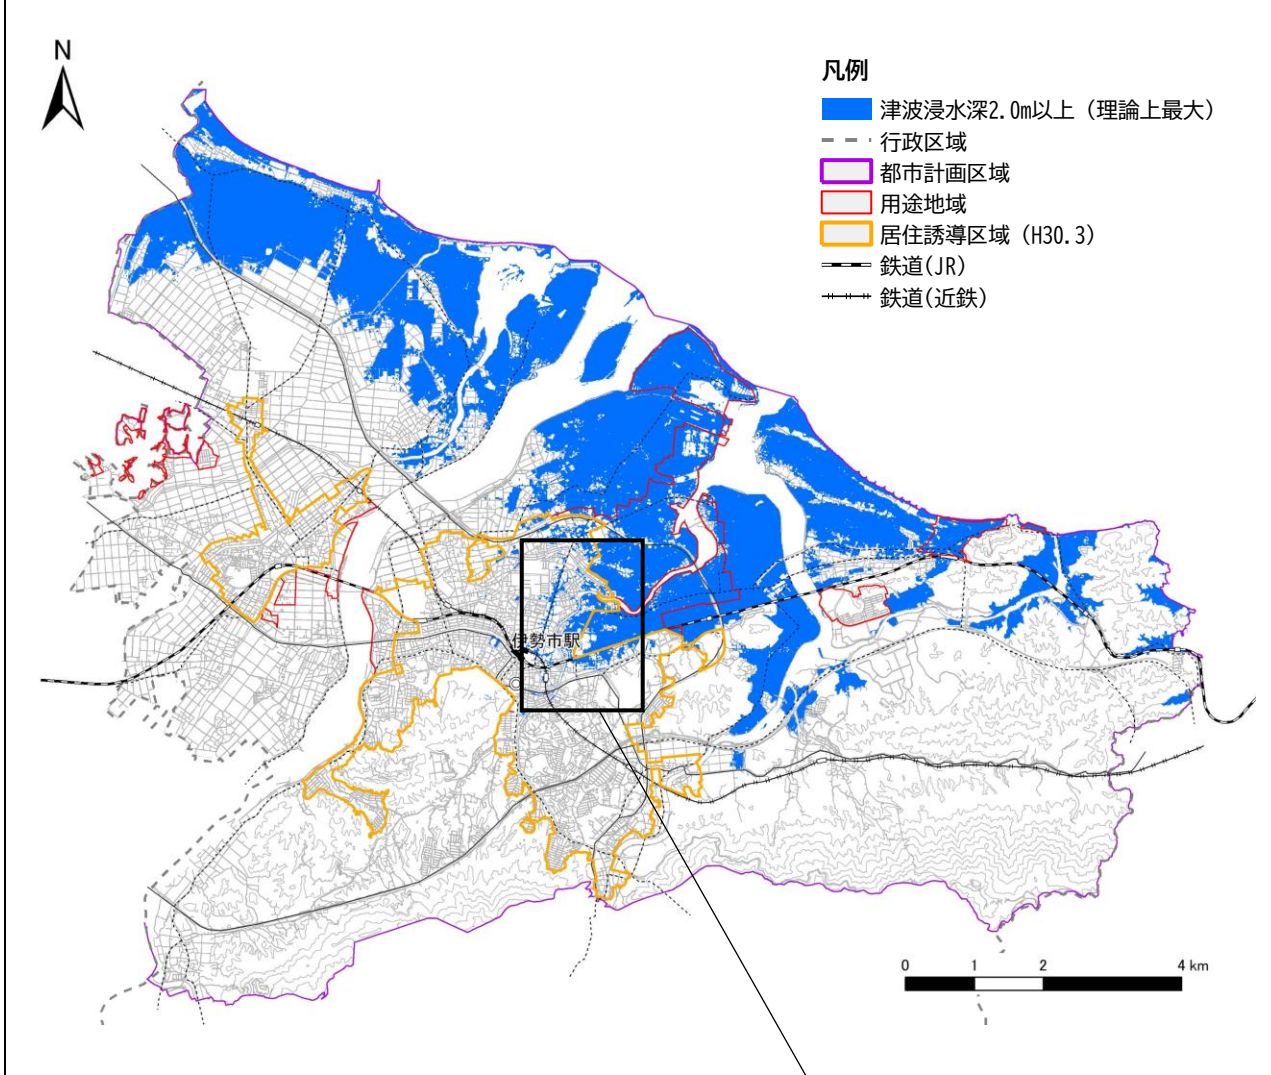 N
凡例
津波浸水深2.0m以上（理論上最大）
行政区域
都市計画区域
用途地域
居住誘導区域（H30.3）
鉄道(JR)
鉄道(近鉄)
伊勢市駅
0 1 2 4 km